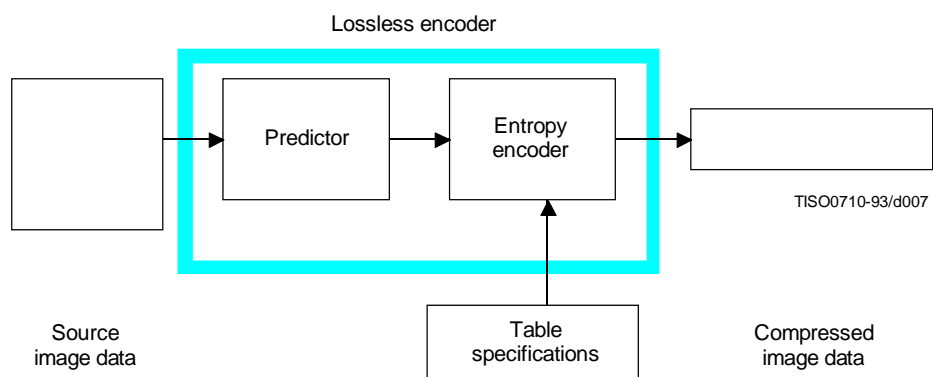 Lossless encoder
Predictor
Entropy
encoder
TISO0710-93/d007
Source
image data
Table
specifications
Compressed
image data